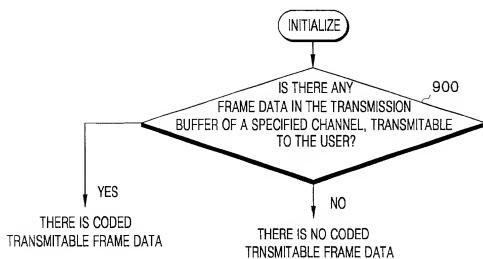 INITIALIZE
IS THERE ANY
FRAME DATA IN THE TRANSMISSION
BUFFER OF A SPECIFIED CHANNEL, TRANSMITABLE
TO THE USER?
900
YES
THERE IS CODED
TRANSMITABLE FRAME DATA
NO
THERE IS NO CODED
TRNSMITABLE FRAME DATA